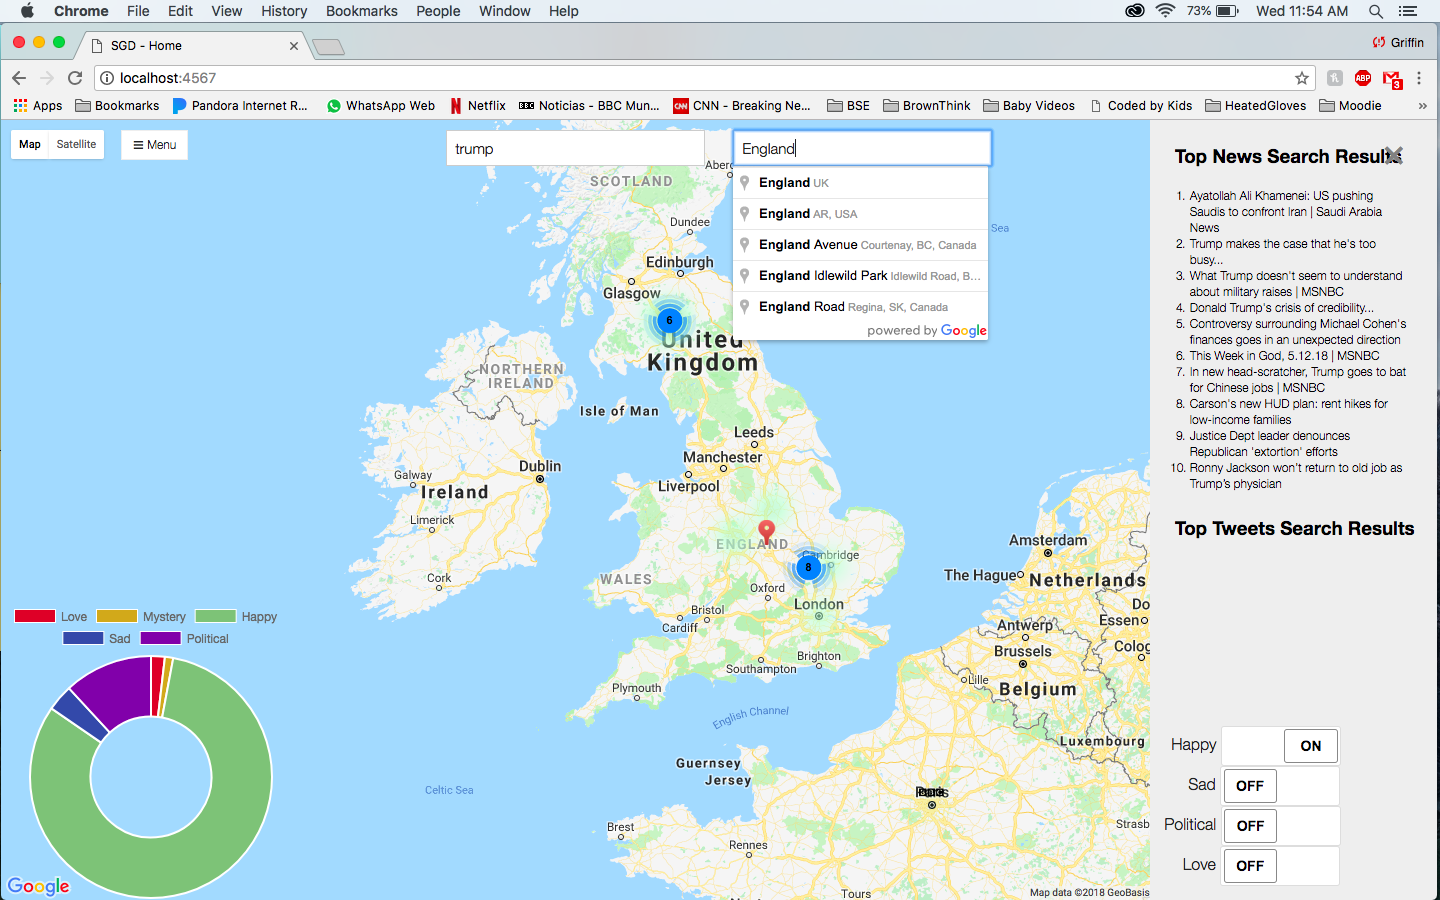 Chrome File Edit View History Bookmarks People Window Help 73% Wed 11:54 AM
SGD - Home
Griffin
localhost:4567
ABP
3
Apps Bookmarks Pandora Internet R... WhatsApp Web N Netflix BBC Noticias - BBC Mun... CNN CNN - Breaking Ne... BSE BrownThink Baby Videos Coded by Kids HeatedGloves Moodie »
Map Satellite
Menu
trump
England
England UK
England AR, USA
England Avenue Courtenay, BC, Canada
England Idlewild Park Idlewild Road, B...
England Road Regina, SK, Canada
powered by Google
Aberd
SCOTLAND
Sea
Dundee
Edinburgh
Glasgow
6
United
Kingdom
NORTHERN
IRELAND
Isle of Man
Leeds
Manchester
Liverpool
Dublin
Galway
Ireland
Limerick
Cork
ENGLAND
Cambridge
8
WALES
Oxford
London
Bristol
Cardiff
Brighton
Southampton
Plymouth
English Channel
Guernsey
Jersey
Celtic Sea
Amsterdam
The Hague
Netherlands
Do
Essen
Antwerp
Brussels
Colo
Lille
Belgium
Luxembourg
Paris
Strasb
Brest
Rennes
Tours
Love Mystery Happy
Sad Political
Google
Map data ©2018 GeoBasis
Top News Search Results
1. Ayatollah Ali Khamenei: US pushing
Saudis to confront Iran | Saudi Arabia
News
2. Trump makes the case that he's too
busy...
3. What Trump doesn't seem to understand
about military raises | MSNBC
4. Donald Trump's crisis of credibility...
5. Controversy surrounding Michael Cohen's
finances goes in an unexpected direction
6. This Week in God, 5.12.18 | MSNBC
7. In new head-scratcher, Trump goes to bat
for Chinese jobs | MSNBC
8. Carson's new HUD plan: rent hikes for
low-income families
9. Justice Dept leader denounces
Republican 'extortion' efforts
10. Ronny Jackson won't return to old job as
Trump's physician
Top Tweets Search Results
Happy ON
Sad OFF
Political OFF
Love OFF